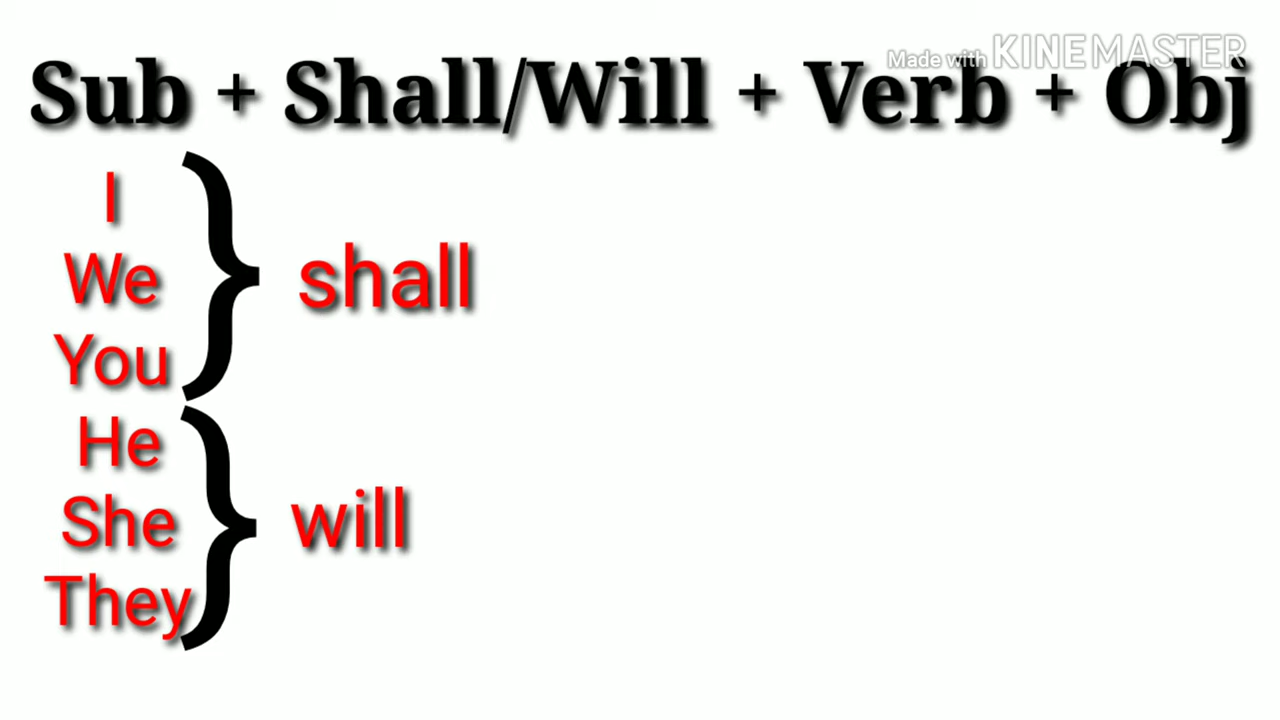 Made with KINEMASTER
Sub + Shall/Will + Verb + Obj
I
We
You
shall
He
She
They
will